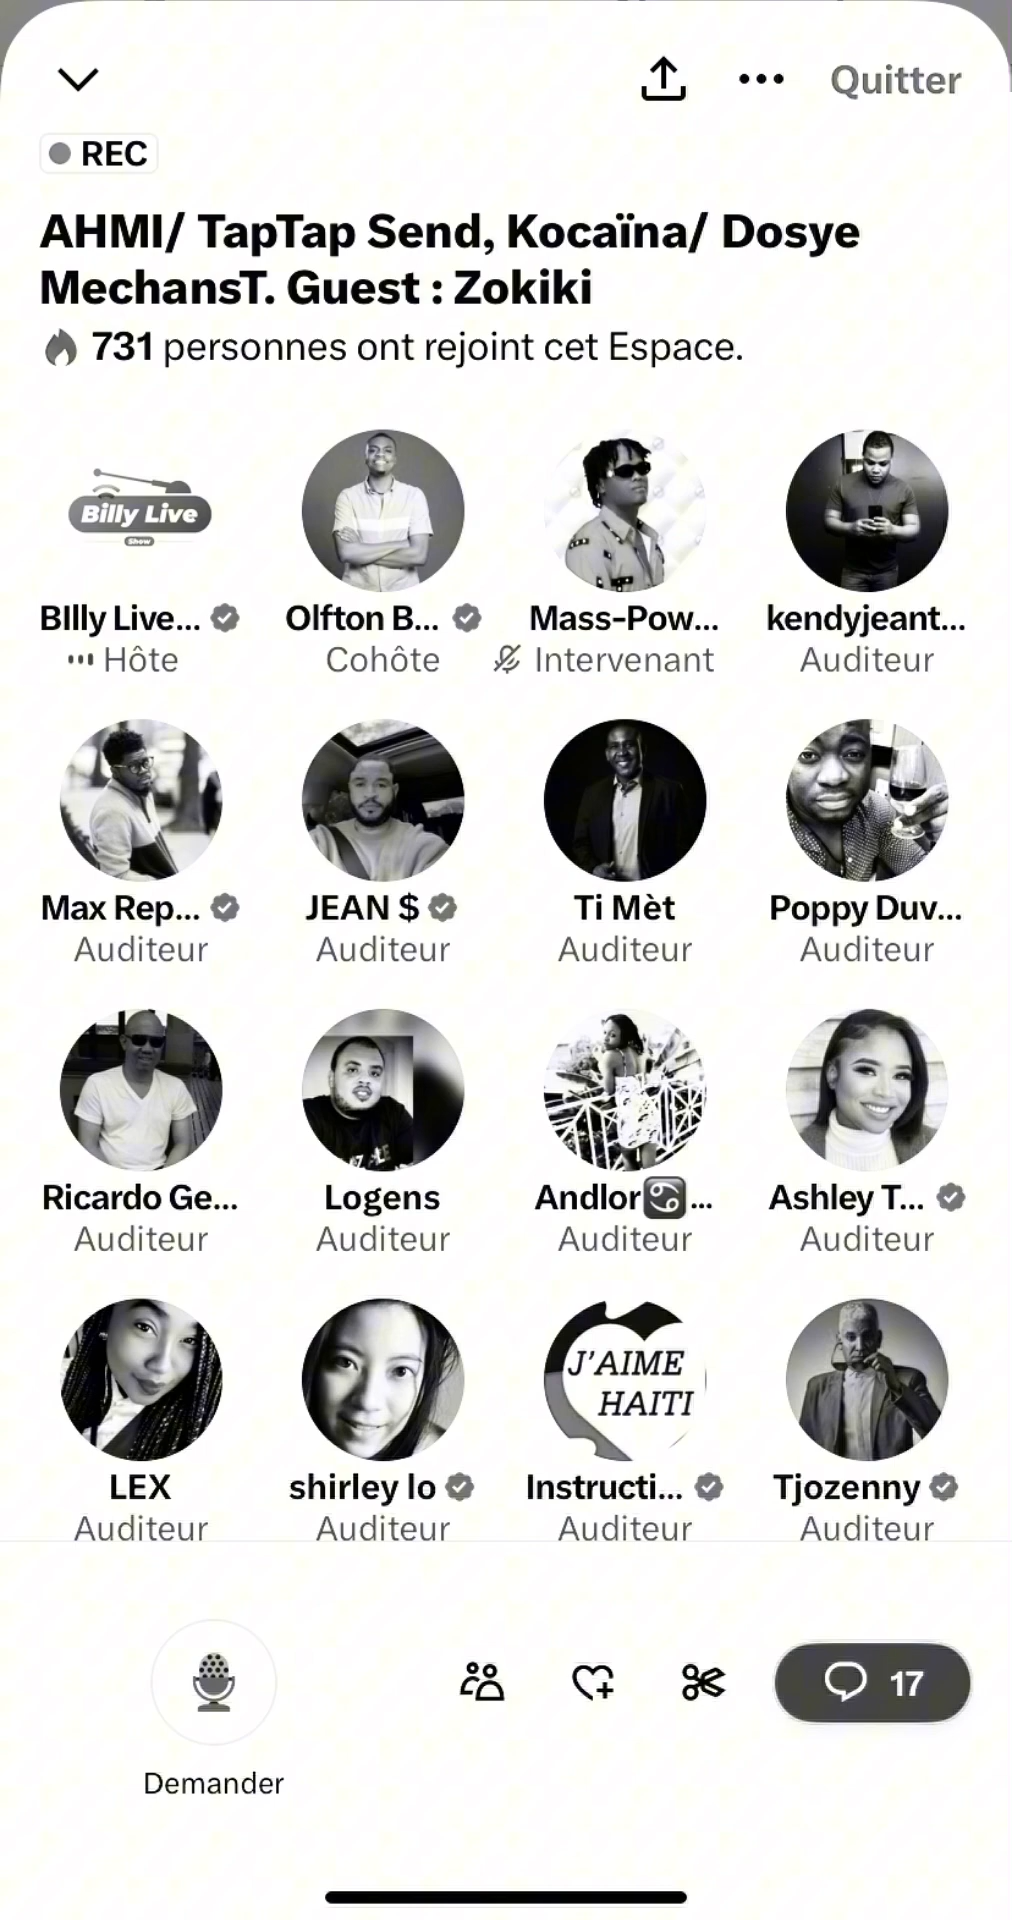 Quitter
REC
AHMI/ TapTap Send, Kocaïna/ Dosye
MechansT. Guest : Zokiki
731 personnes ont rejoint cet Espace.
Billy Live
Show
BIlly Live... Olfton B... Mass-Pow... kendyjeant...
Hôte Cohôte Intervenant Auditeur
Max Rep... JEAN $ Ti Mèt Poppy Duv...
Auditeur Auditeur Auditeur Auditeur
Ricardo Ge... Logens Andlor♋... Ashley T...
Auditeur Auditeur Auditeur Auditeur
J'AIME
HAITI
LEX shirley lo Instructi... Tjozenny
Auditeur Auditeur Auditeur Auditeur
17
Demander